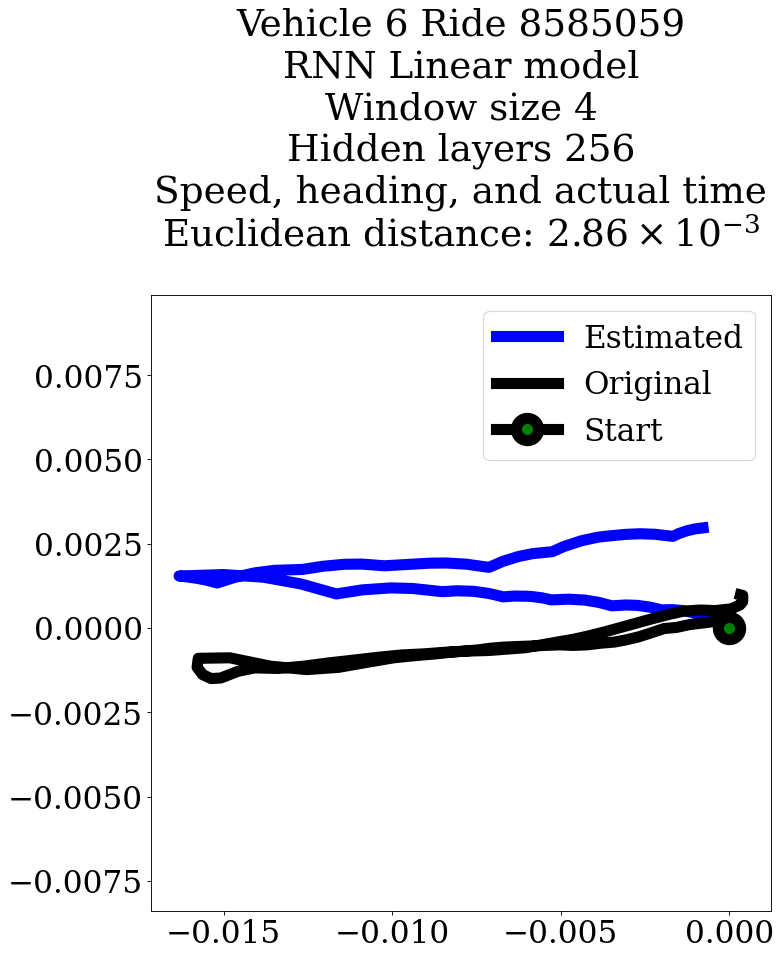 Vehicle 6 Ride 8585059
RNN Linear model
Window size 4
Hidden layers 256
Speed, heading, and actual time
Euclidean distance: 2.86 × 10⁻³
Estimated
Original
Start
0.0075
0.0050
0.0025
0.0000
−0.0025
−0.0050
−0.0075
−0.015 −0.010 −0.005 0.000